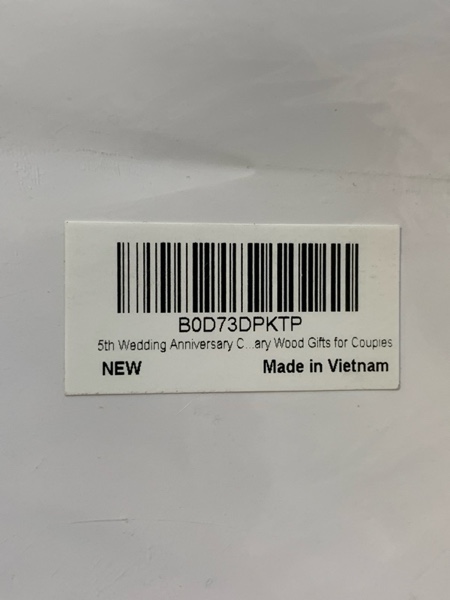 B0D73DPKTP
5th Wedding Anniversary C...ary Wood Gifts for Couples
NEW
Made in Vietnam